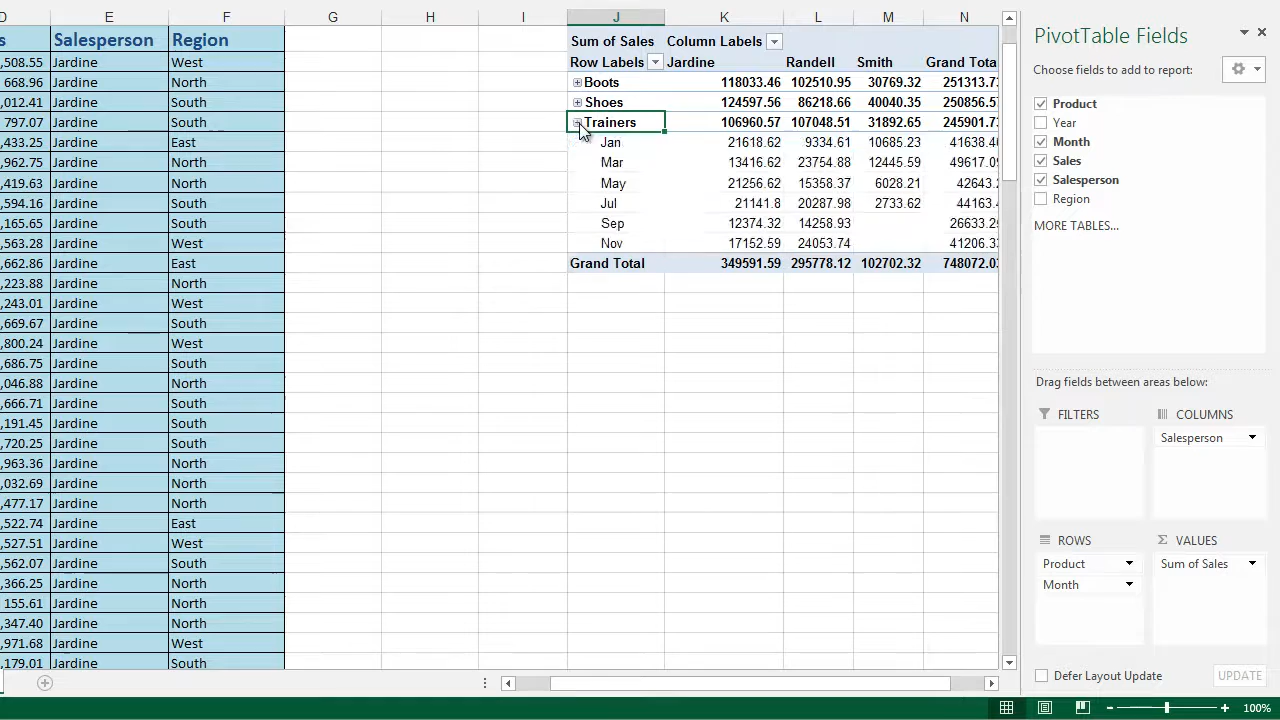 D E F G H I J K L M N
s Salesperson Region
,508.55 Jardine West
668.96 Jardine North
,012.41 Jardine South
797.07 Jardine South
,433.25 Jardine East
,962.75 Jardine North
,419.63 Jardine North
,594.16 Jardine South
,165.65 Jardine South
,563.28 Jardine West
,662.86 Jardine East
,223.88 Jardine North
,243.01 Jardine West
,669.67 Jardine South
,800.24 Jardine West
,686.75 Jardine South
,046.88 Jardine North
,666.71 Jardine South
,191.45 Jardine South
,720.25 Jardine South
,963.36 Jardine North
,032.69 Jardine North
,477.17 Jardine North
,522.74 Jardine East
,527.51 Jardine West
,562.07 Jardine South
,366.25 Jardine North
155.61 Jardine North
,347.40 Jardine North
,971.68 Jardine West
,179.01 Jardine South
Sum of Sales Column Labels
Row Labels Jardine Randell Smith Grand Tota
Boots 118033.46 102510.95 30769.32 251313.7
Shoes 124597.56 86218.66 40040.35 250856.5
Trainers 106960.57 107048.51 31892.65 245901.7
Jan 21618.62 9334.61 10685.23 41638.4
Mar 13416.62 23754.88 12445.59 49617.0
May 21256.62 15358.37 6028.21 42643.
Jul 21141.8 20287.98 2733.62 44163.
Sep 12374.32 14258.93 26633.2
Nov 17152.59 24053.74 41206.3
Grand Total 349591.59 295778.12 102702.32 748072.0
PivotTable Fields
Choose fields to add to report:
Product
Year
Month
Sales
Salesperson
Region
MORE TABLES...
Drag fields between areas below:
FILTERS COLUMNS
Salesperson
ROWS Σ VALUES
Product Sum of Sales
Month
Defer Layout Update UPDATE
100%